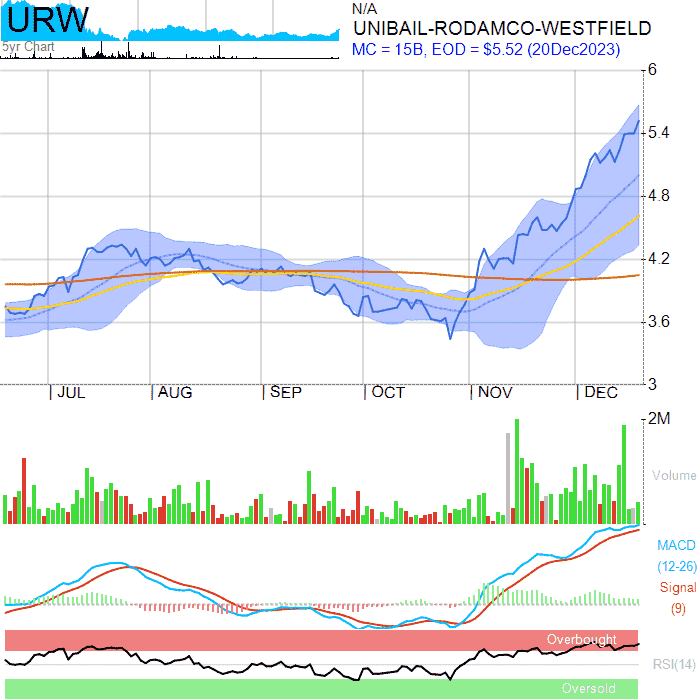 URW
5yr Chart
N/A
UNIBAIL-RODAMCO-WESTFIELD
MC = 15B, EOD = $5.52 (20Dec2023)
6
5.4
4.8
4.2
3.6
3
JUL AUG SEP OCT NOV DEC
2M
Volume
MACD
(12-26)
Signal
(9)
Overbought
RSI(14)
Oversold